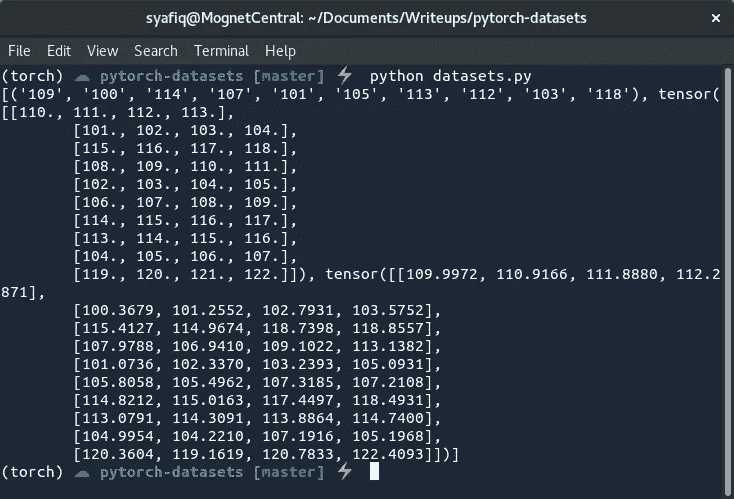 syafiq@MognetCentral: ~/Documents/Writeups/pytorch-datasets ×
File Edit View Search Terminal Help
(torch) ☁ pytorch-datasets [master] ⚡ python datasets.py
[('109', '100', '114', '107', '101', '105', '113', '112', '103', '118'), tensor(
[[110., 111., 112., 113.],
[101., 102., 103., 104.],
[115., 116., 117., 118.],
[108., 109., 110., 111.],
[102., 103., 104., 105.],
[106., 107., 108., 109.],
[114., 115., 116., 117.],
[113., 114., 115., 116.],
[104., 105., 106., 107.],
[119., 120., 121., 122.]]), tensor([[109.9972, 110.9166, 111.8880, 112.2
871],
[100.3679, 101.2552, 102.7931, 103.5752],
[115.4127, 114.9674, 118.7398, 118.8557],
[107.9788, 106.9410, 109.1022, 113.1382],
[101.0736, 102.3370, 103.2393, 105.0931],
[105.8058, 105.4962, 107.3185, 107.2108],
[114.8212, 115.0163, 117.4497, 118.4931],
[113.0791, 114.3091, 113.8864, 114.7400],
[104.9954, 104.2210, 107.1916, 105.1968],
[120.3604, 119.1619, 120.7833, 122.4093]])]
(torch) ☁ pytorch-datasets [master] ⚡